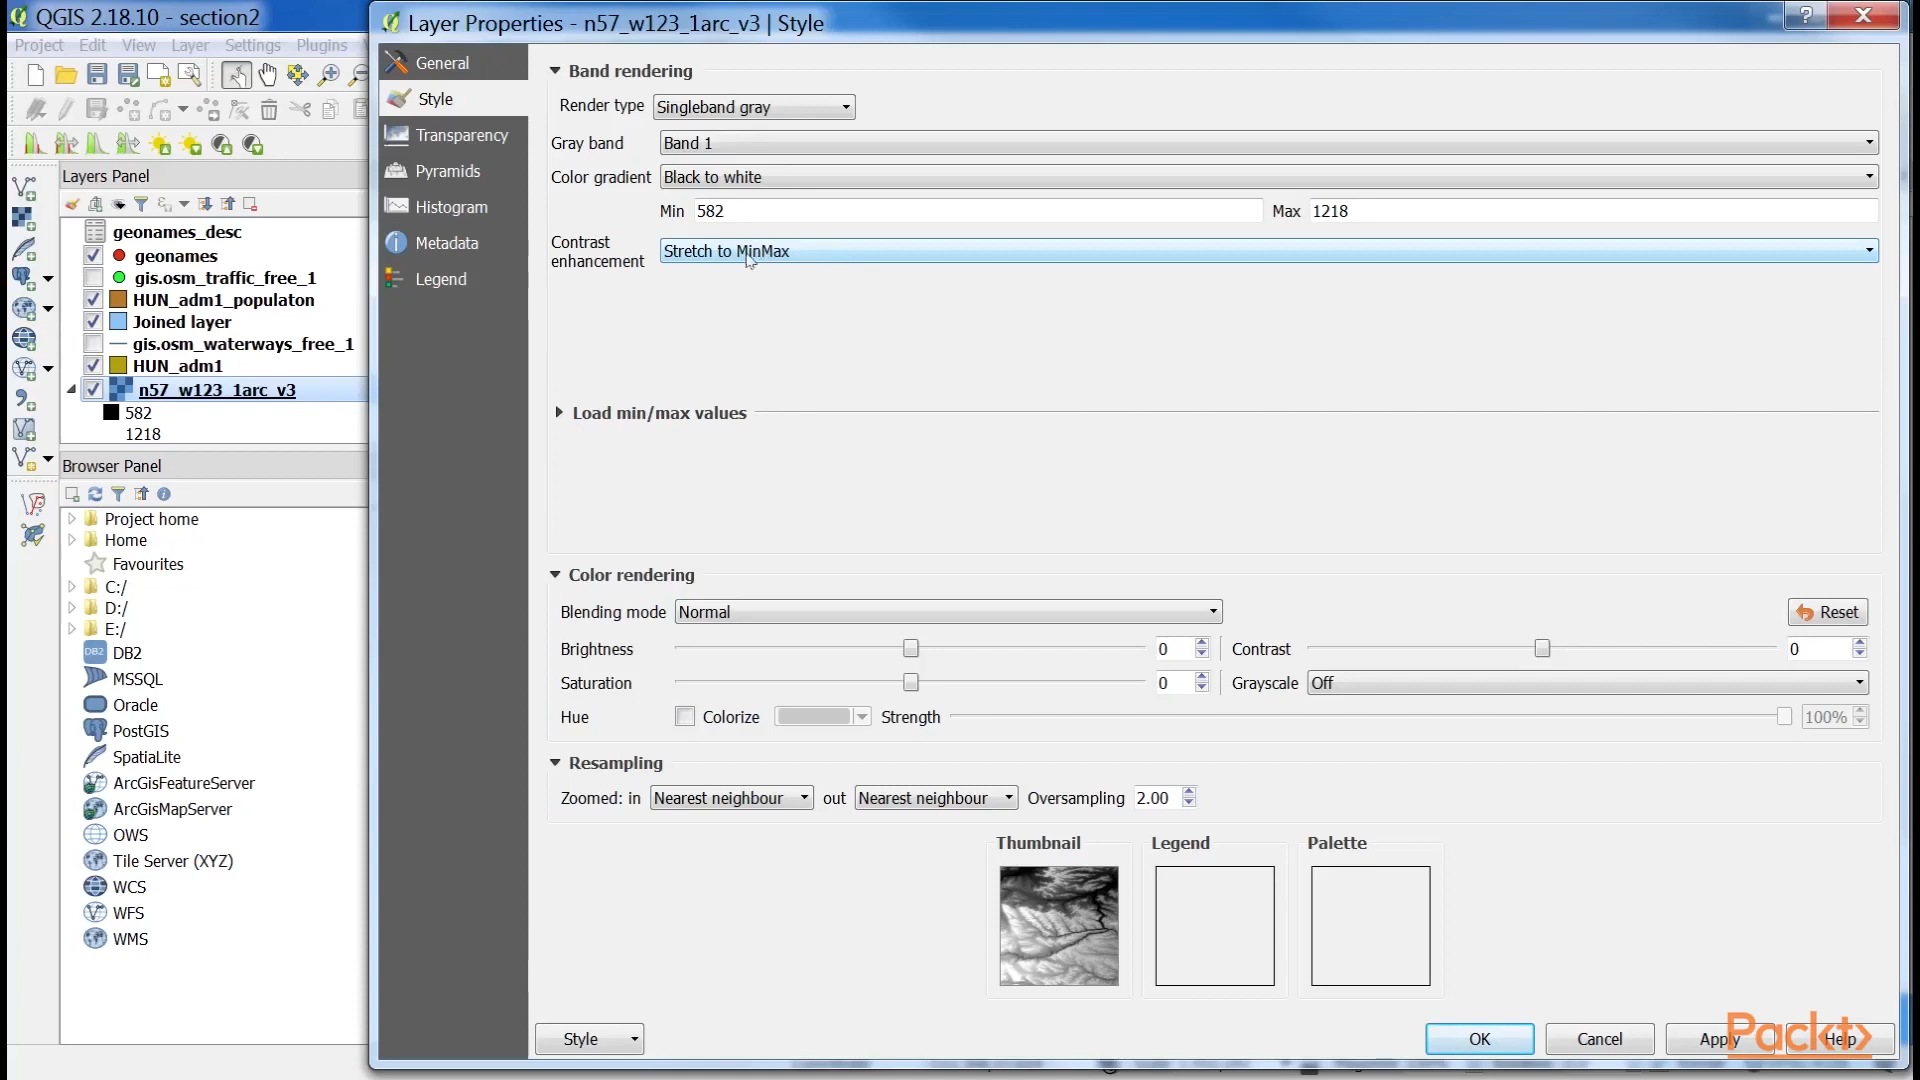 QGIS 2.18.10 - section2
Project Edit View Layer Settings Plugins
Layers Panel
geonames_desc
geonames
gis.osm_traffic_free_1
HUN_adm1_populaton
Joined layer
gis.osm_waterways_free_1
HUN_adm1
n57_w123_1arc_v3
582
1218
Browser Panel
Project home
Home
Favourites
C:/
D:/
E:/
DB2
DB2
MSSQL
Oracle
PostGIS
SpatiaLite
ArcGisFeatureServer
ArcGisMapServer
OWS
Tile Server (XYZ)
WCS
WFS
WMS
Layer Properties - n57_w123_1arc_v3 | Style
General
Style
Transparency
Pyramids
Histogram
Metadata
Legend
Band rendering
Render type Singleband gray
Gray band Band 1
Color gradient Black to white
Min 582 Max 1218
Contrast enhancement Stretch to MinMax
Load min/max values
Color rendering
Blending mode Normal Reset
Brightness 0 Contrast 0
Saturation 0 Grayscale Off
Hue Colorize Strength 100%
Resampling
Zoomed: in Nearest neighbour out Nearest neighbour Oversampling 2.00
Thumbnail Legend Palette
Style OK Cancel Apply Help
Packt>